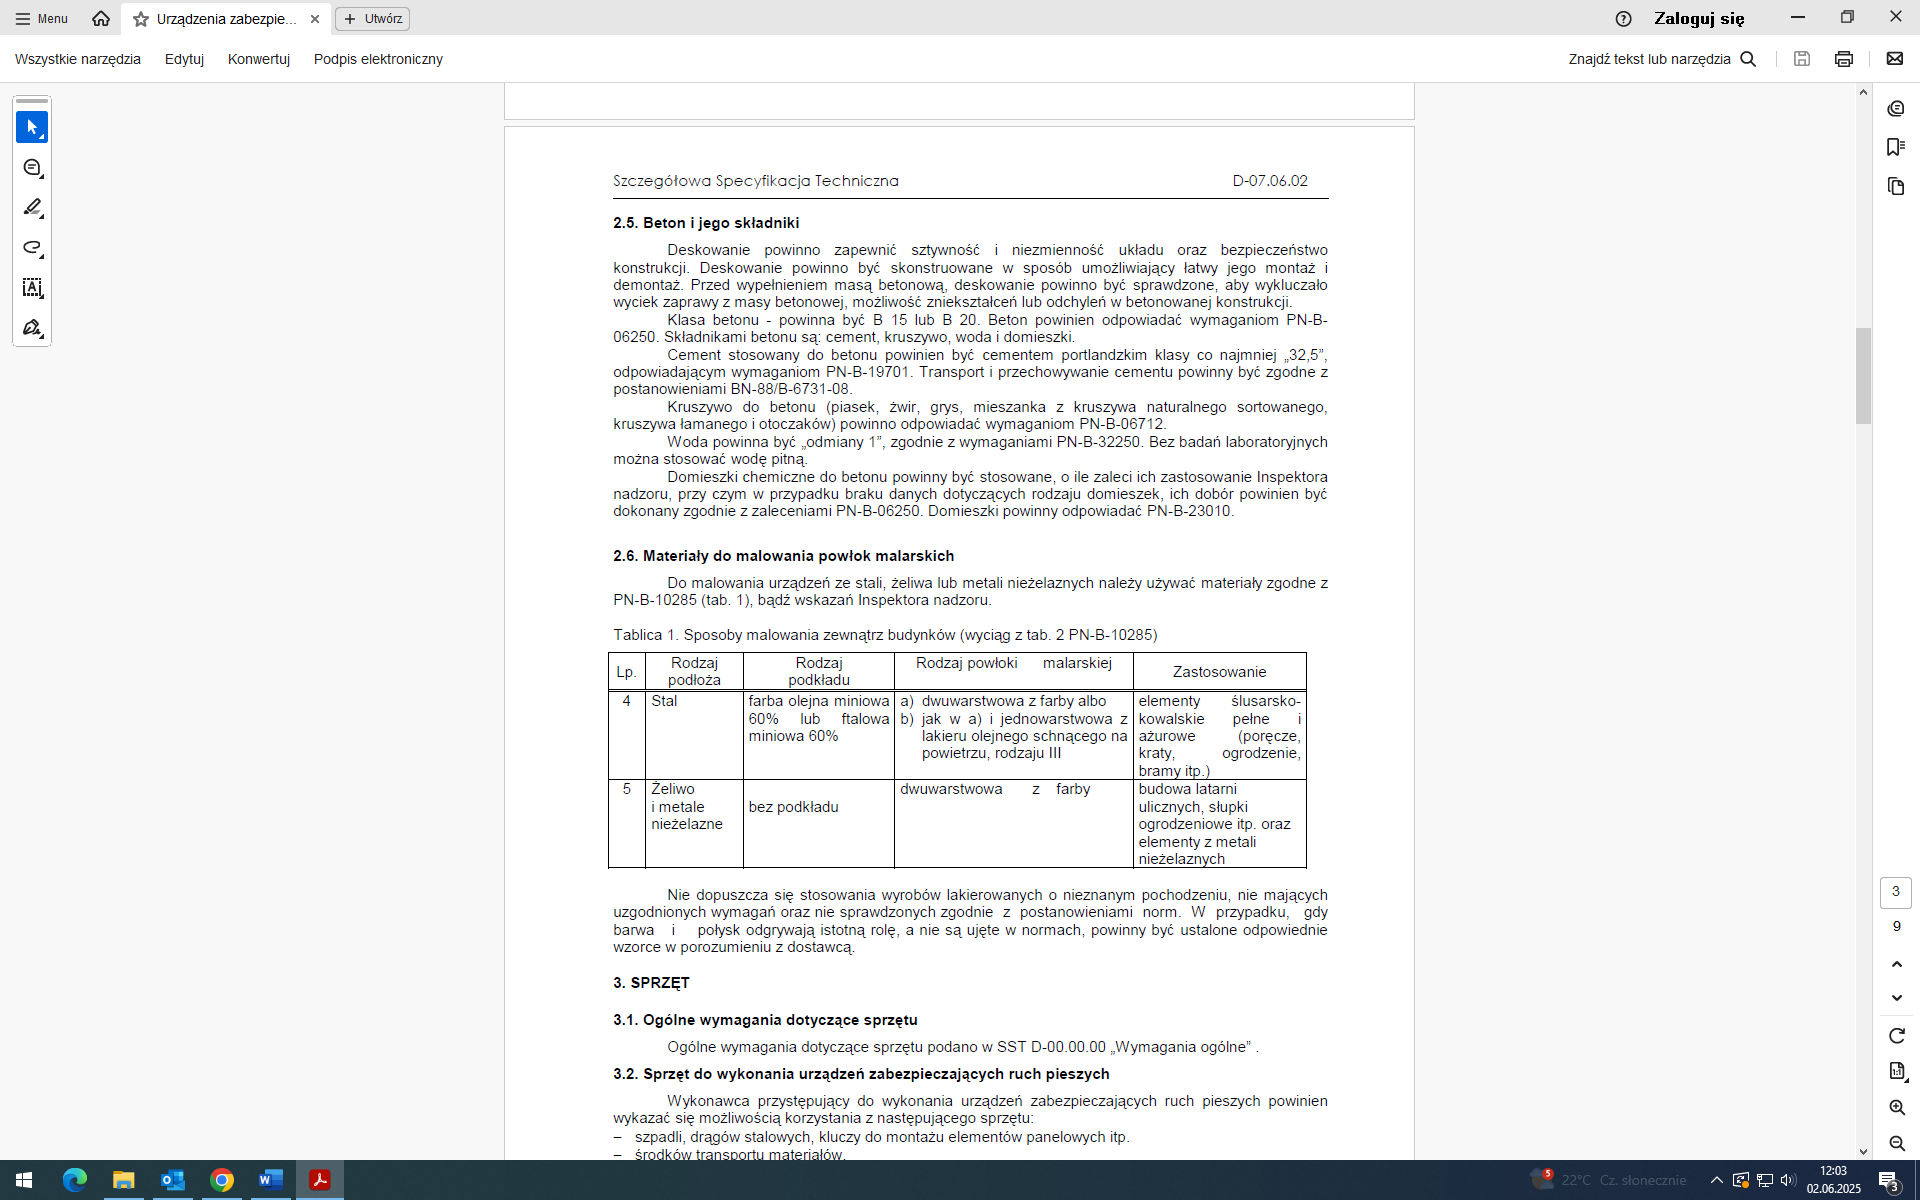 Menu
Urządzenia zabezpie...
Utwórz
Zaloguj się
Wszystkie narzędzia Edytuj Konwertuj Podpis elektroniczny
Znajdź tekst lub narzędzia
Szczegółowa Specyfikacja Techniczna D-07.06.02
2.5. Beton i jego składniki
Deskowanie powinno zapewnić sztywność i niezmienność układu oraz bezpieczeństwo
konstrukcji. Deskowanie powinno być skonstruowane w sposób umożliwiający łatwy jego montaż i
demontaż. Przed wypełnieniem masą betonową, deskowanie powinno być sprawdzone, aby wykluczało
wyciek zaprawy z masy betonowej, możliwość zniekształceń lub odchyleń w betonowanej konstrukcji.
Klasa betonu - powinna być B 15 lub B 20. Beton powinien odpowiadać wymaganiom PN-B-
06250. Składnikami betonu są: cement, kruszywo, woda i domieszki.
Cement stosowany do betonu powinien być cementem portlandzkim klasy co najmniej „32,5”,
odpowiadającym wymaganiom PN-B-19701. Transport i przechowywanie cementu powinny być zgodne z
postanowieniami BN-88/B-6731-08.
Kruszywo do betonu (piasek, żwir, grys, mieszanka z kruszywa naturalnego sortowanego,
kruszywa łamanego i otoczaków) powinno odpowiadać wymaganiom PN-B-06712.
Woda powinna być „odmiany 1”, zgodnie z wymaganiami PN-B-32250. Bez badań laboratoryjnych
można stosować wodę pitną.
Domieszki chemiczne do betonu powinny być stosowane, o ile zaleci ich zastosowanie Inspektora
nadzoru, przy czym w przypadku braku danych dotyczących rodzaju domieszek, ich dobór powinien być
dokonany zgodnie z zaleceniami PN-B-06250. Domieszki powinny odpowiadać PN-B-23010.
2.6. Materiały do malowania powłok malarskich
Do malowania urządzeń ze stali, żeliwa lub metali nieżelaznych należy używać materiały zgodne z
PN-B-10285 (tab. 1), bądź wskazań Inspektora nadzoru.
Tablica 1. Sposoby malowania zewnątrz budynków (wyciąg z tab. 2 PN-B-10285)
Lp.
Rodzaj
podłoża
Rodzaj
podkładu
Rodzaj powłoki malarskiej
Zastosowanie
4
Stal
farba olejna miniowa
60% lub ftalowa
miniowa 60%
a) dwuwarstwowa z farby albo
b) jak w a) i jednowarstwowa z
lakieru olejnego schnącego na
powietrzu, rodzaju III
elementy ślusarsko-
kowalskie pełne i
ażurowe (poręcze,
kraty, ogrodzenie,
bramy itp.)
5
Żeliwo
i metale
nieżelazne
bez podkładu
dwuwarstwowa z farby
budowa latarni
ulicznych, słupki
ogrodzeniowe itp. oraz
elementy z metali
nieżelaznych
Nie dopuszcza się stosowania wyrobów lakierowanych o nieznanym pochodzeniu, nie mających
uzgodnionych wymagań oraz nie sprawdzonych zgodnie z postanowieniami norm. W przypadku, gdy
barwa i połysk odgrywają istotną rolę, a nie są ujęte w normach, powinny być ustalone odpowiednie
wzorce w porozumieniu z dostawcą.
3. SPRZĘT
3.1. Ogólne wymagania dotyczące sprzętu
Ogólne wymagania dotyczące sprzętu podano w SST D-00.00.00 „Wymagania ogólne” .
3.2. Sprzęt do wykonania urządzeń zabezpieczających ruch pieszych
Wykonawca przystępujący do wykonania urządzeń zabezpieczających ruch pieszych powinien
wykazać się możliwością korzystania z następującego sprzętu:
– szpadli, drągów stalowych, kluczy do montażu elementów panelowych itp.
– środków transportu materiałów.
3
9
1:1
5
22°C Cz. słonecznie
12:03
02.06.2025
3